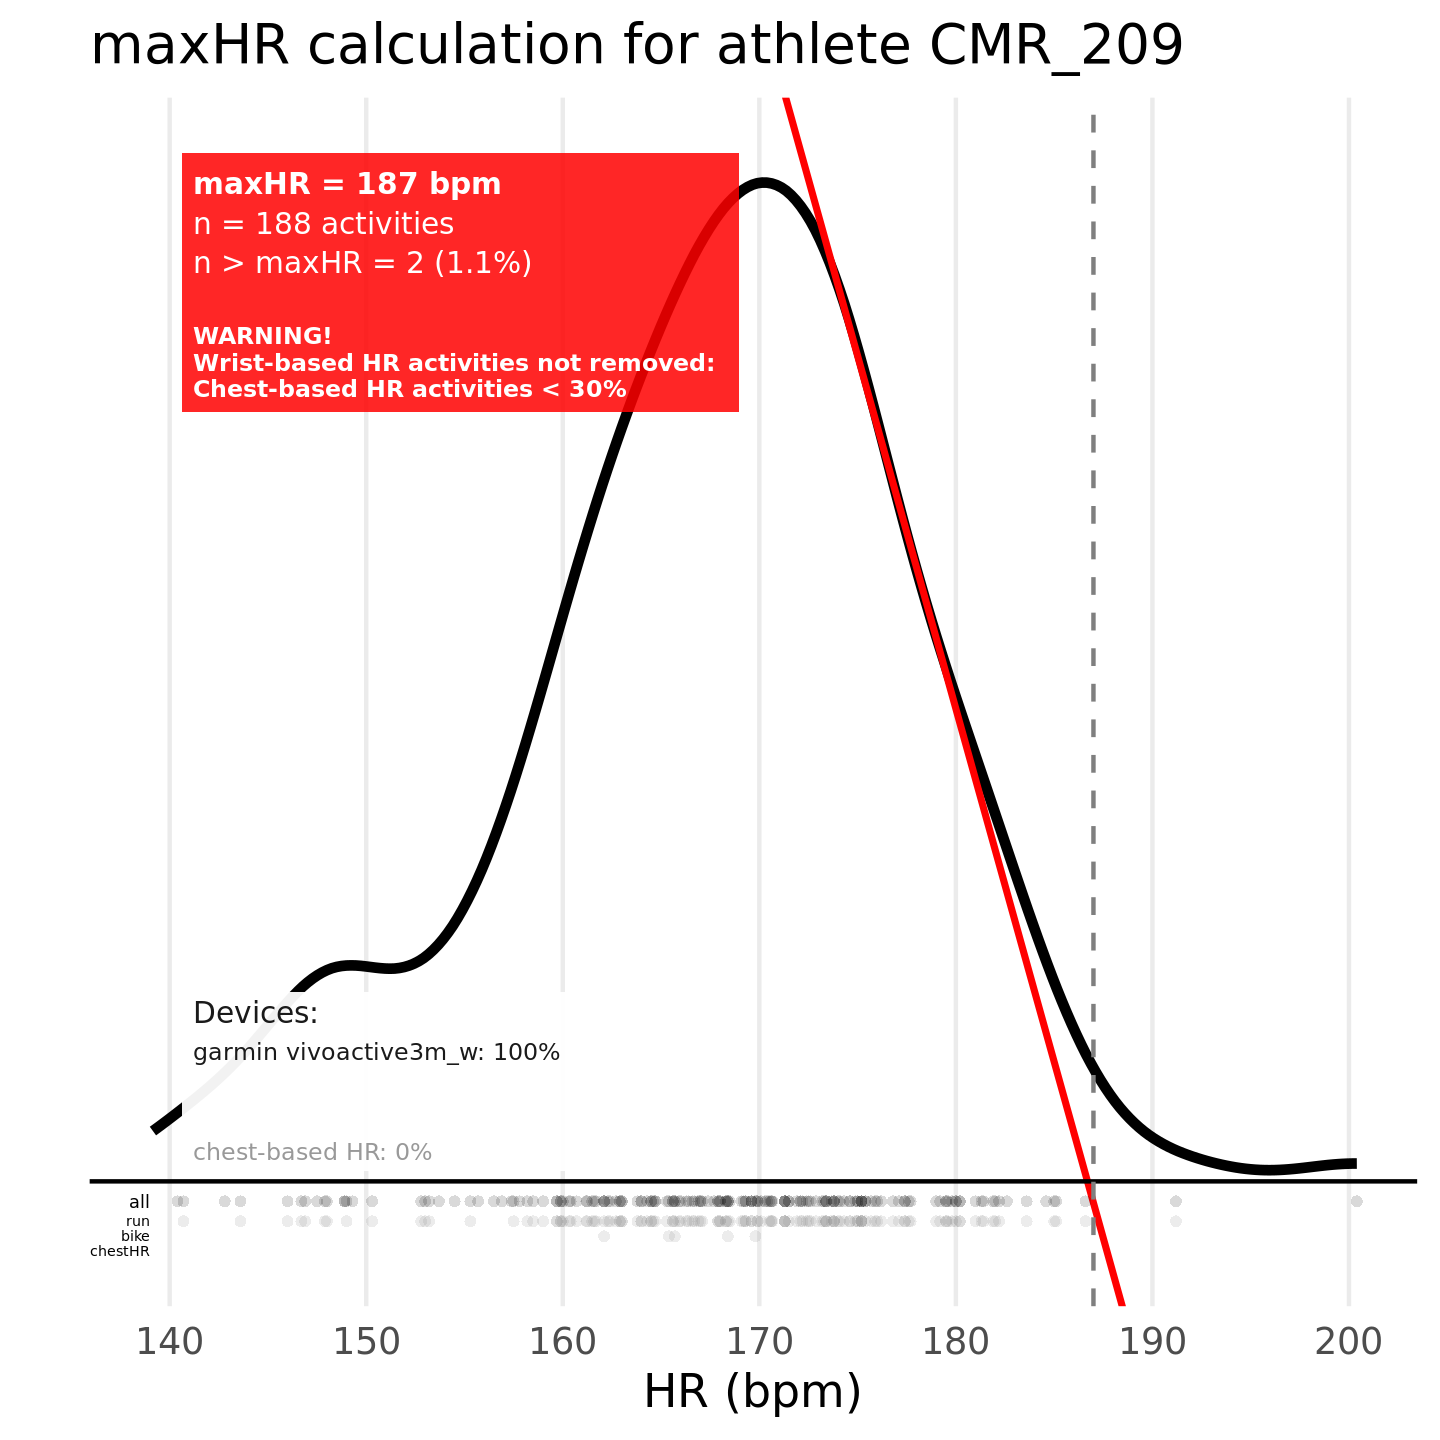 maxHR calculation for athlete CMR_209
maxHR = 187 bpm
n = 188 activities
n > maxHR = 2 (1.1%)
WARNING!
Wrist-based HR activities not removed:
Chest-based HR activities < 30%
Devices:
garmin vivoactive3m_w: 100%
chest-based HR: 0%
all
run
bike
chestHR
140 150 160 170 180 190 200
HR (bpm)